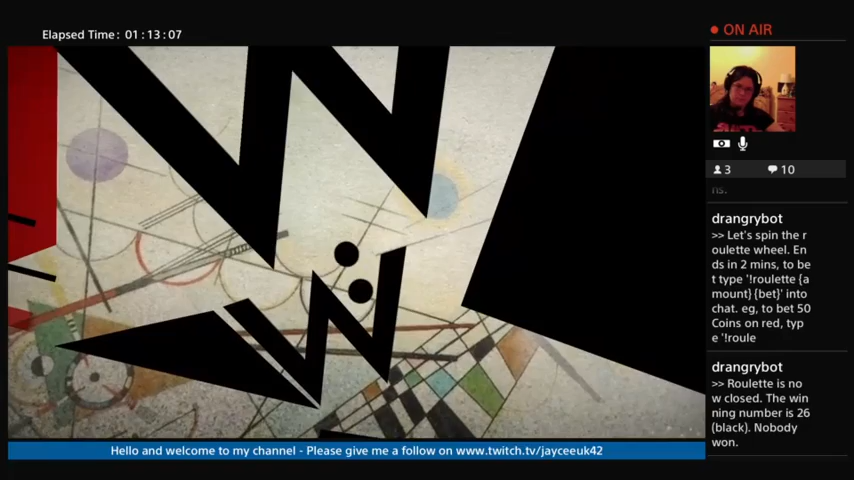 Elapsed Time: 01:13:07
ON AIR
3
10
ns.
drangrybot
>> Let's spin the r
oulette wheel. En
ds in 2 mins, to be
t type '!roulette {a
mount} {bet}' into
chat. eg, to bet 50
Coins on red, typ
e '!roule
drangrybot
>> Roulette is no
w closed. The win
ning number is 26
(black). Nobody
won.
W
W
Hello and welcome to my channel - Please give me a follow on www.twitch.tv/jayceeuk42